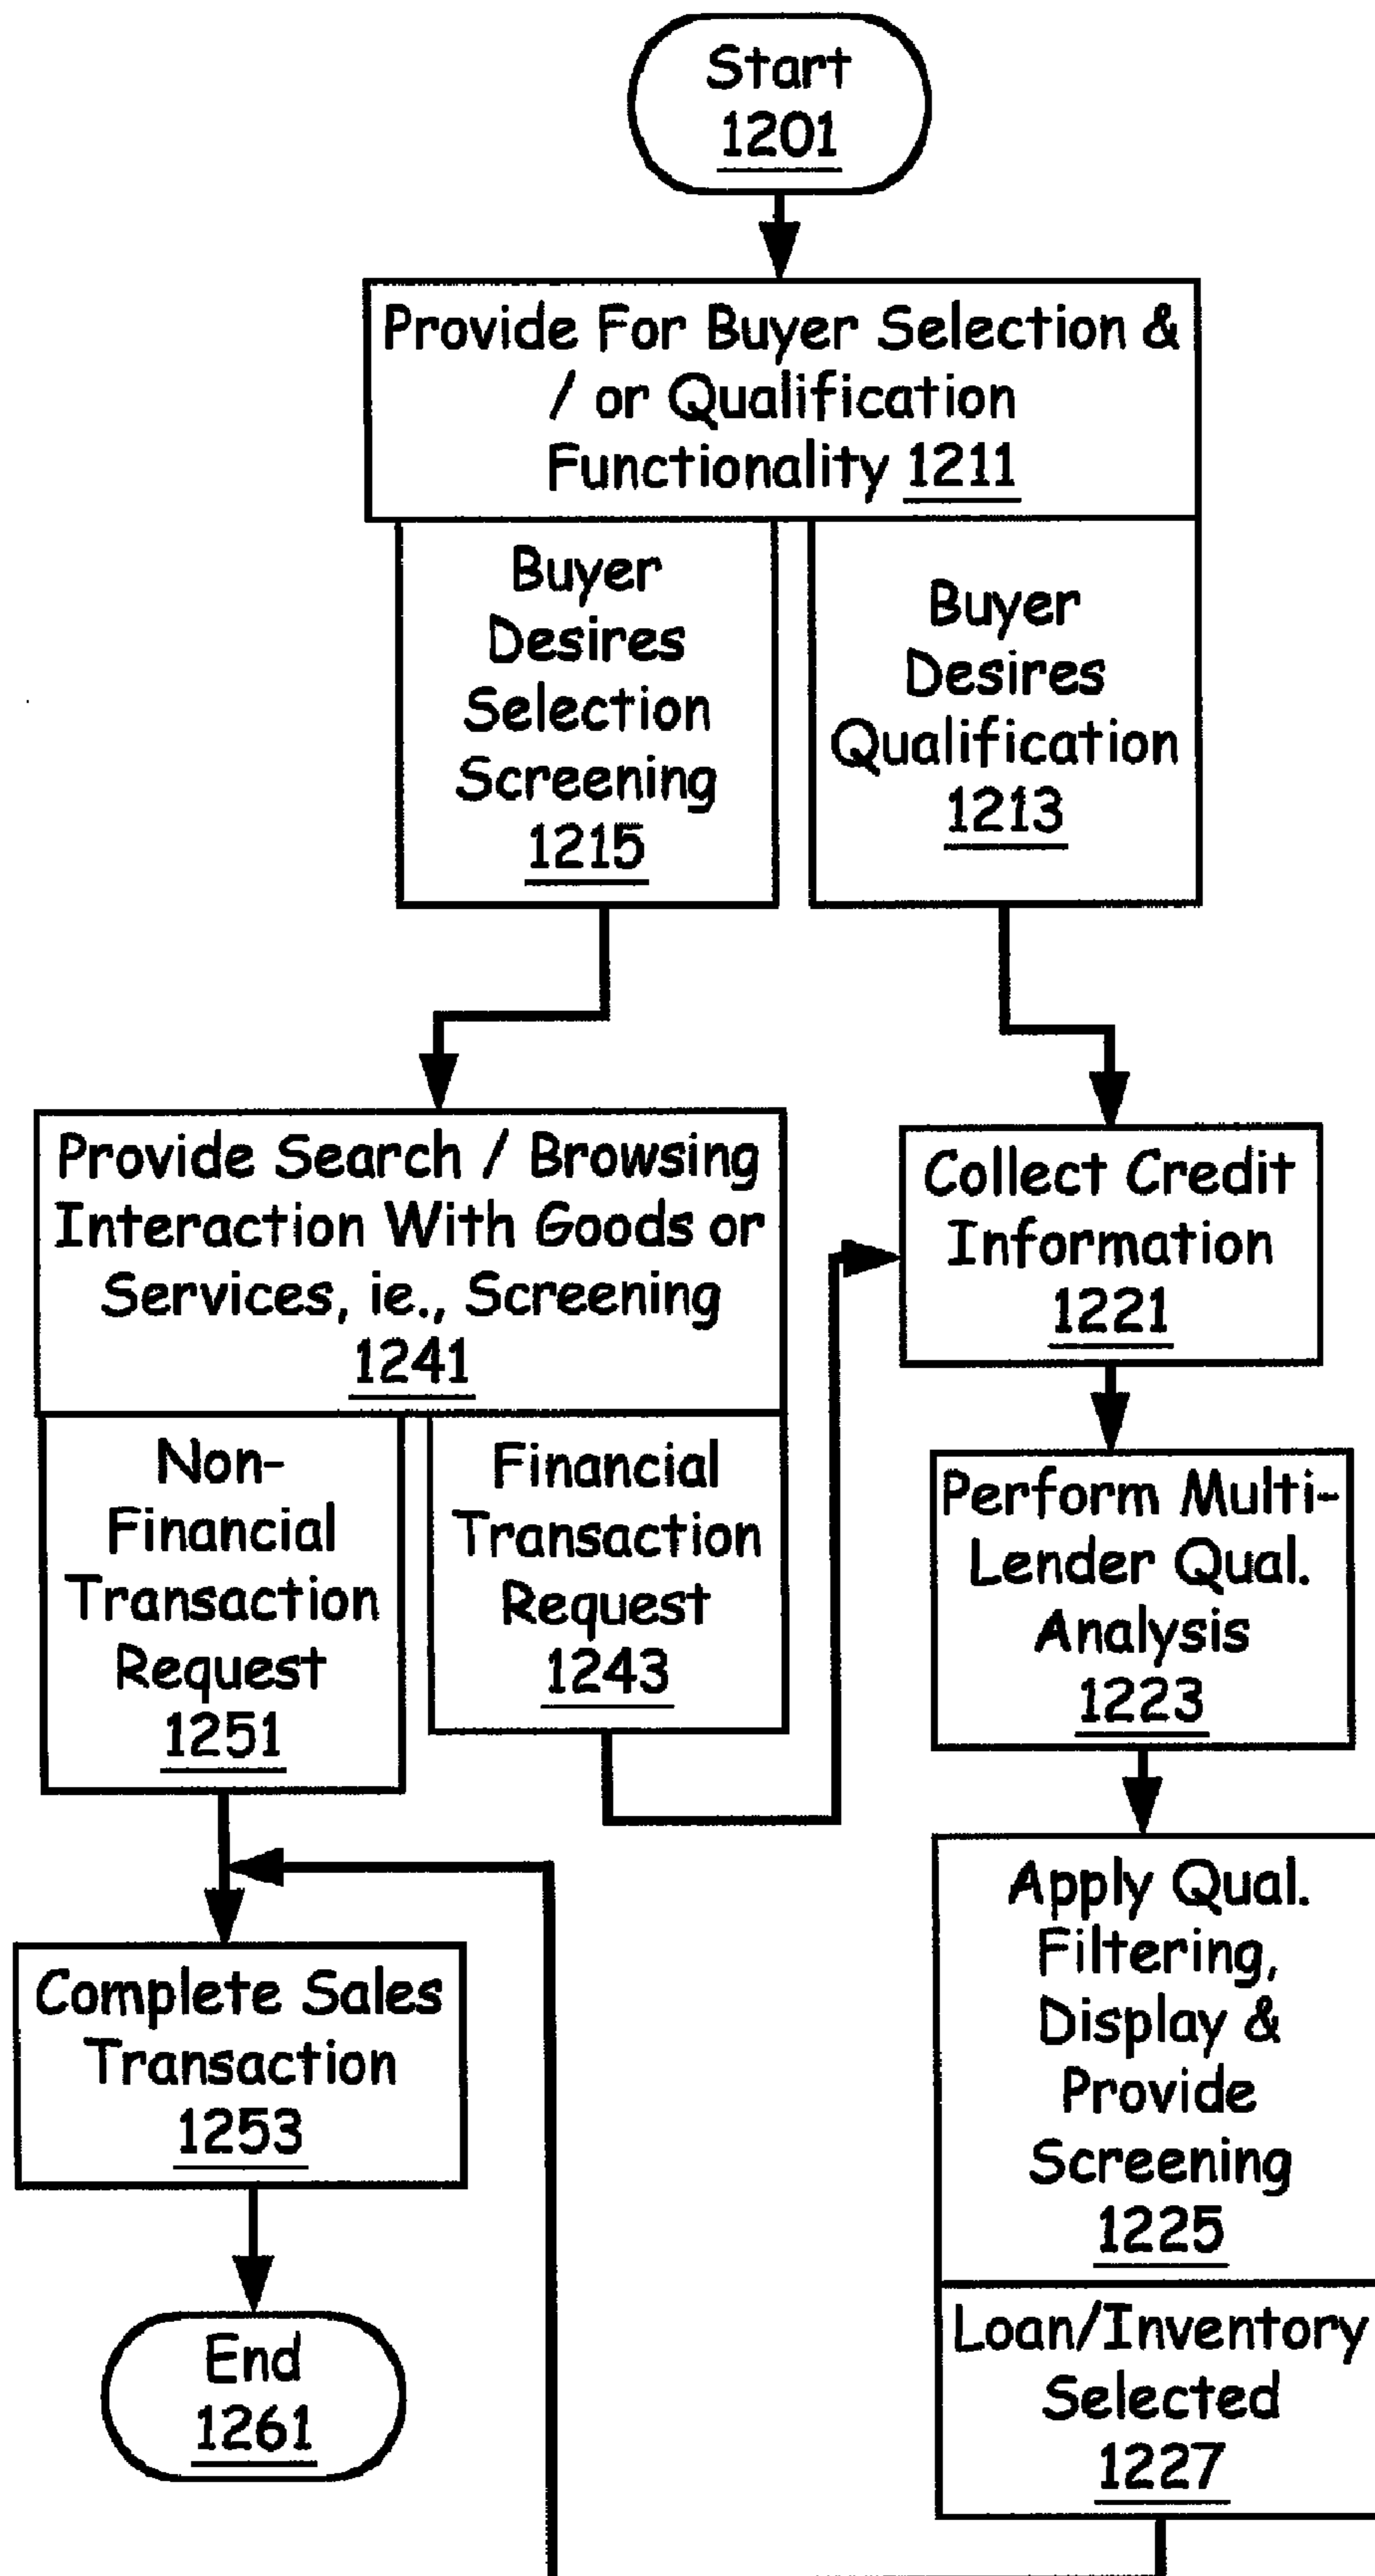 Start
1201
Provide For Buyer Selection &
/ or Qualification
Functionality 1211
Buyer
Desires
Selection
Screening
1215
Buyer
Desires
Qualification
1213
Provide Search / Browsing
Interaction With Goods or
Services, ie., Screening
1241
Non-
Financial
Transaction
Request
1251
Financial
Transaction
Request
1243
Collect Credit
Information
1221
Perform Multi-
Lender Qual.
Analysis
1223
Apply Qual.
Filtering,
Display &
Provide
Screening
1225
Loan/Inventory
Selected
1227
Complete Sales
Transaction
1253
End
1261